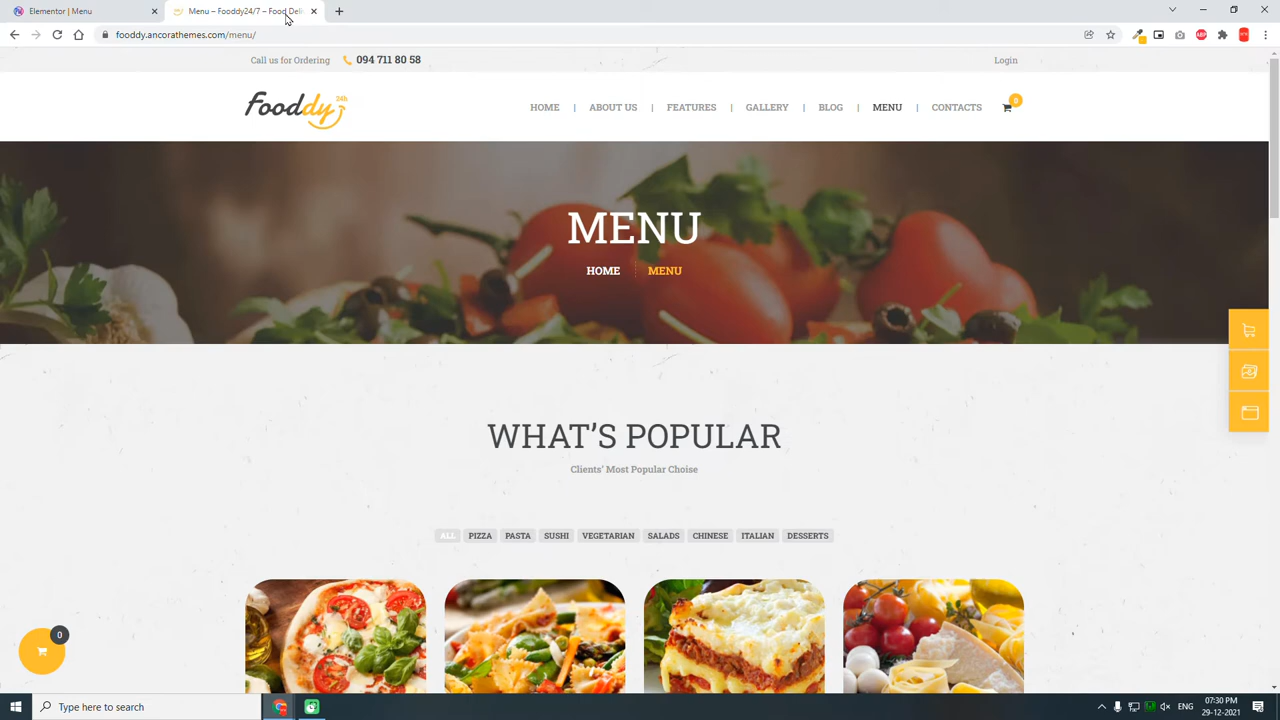 Elementor | Menu
Menu – Fooddy24/7 – Food Deli
fooddy.ancorathemes.com/menu/
Call us for Ordering 094 711 80 58
Login
fooddy 24h
HOME | ABOUT US | FEATURES | GALLERY | BLOG | MENU | CONTACTS
0
MENU
HOME MENU
WHAT’S POPULAR
Clients’ Most Popular Choise
ALL PIZZA PASTA SUSHI VEGETARIAN SALADS CHINESE ITALIAN DESSERTS
0
Type here to search
ENG
07:30 PM
29-12-2021